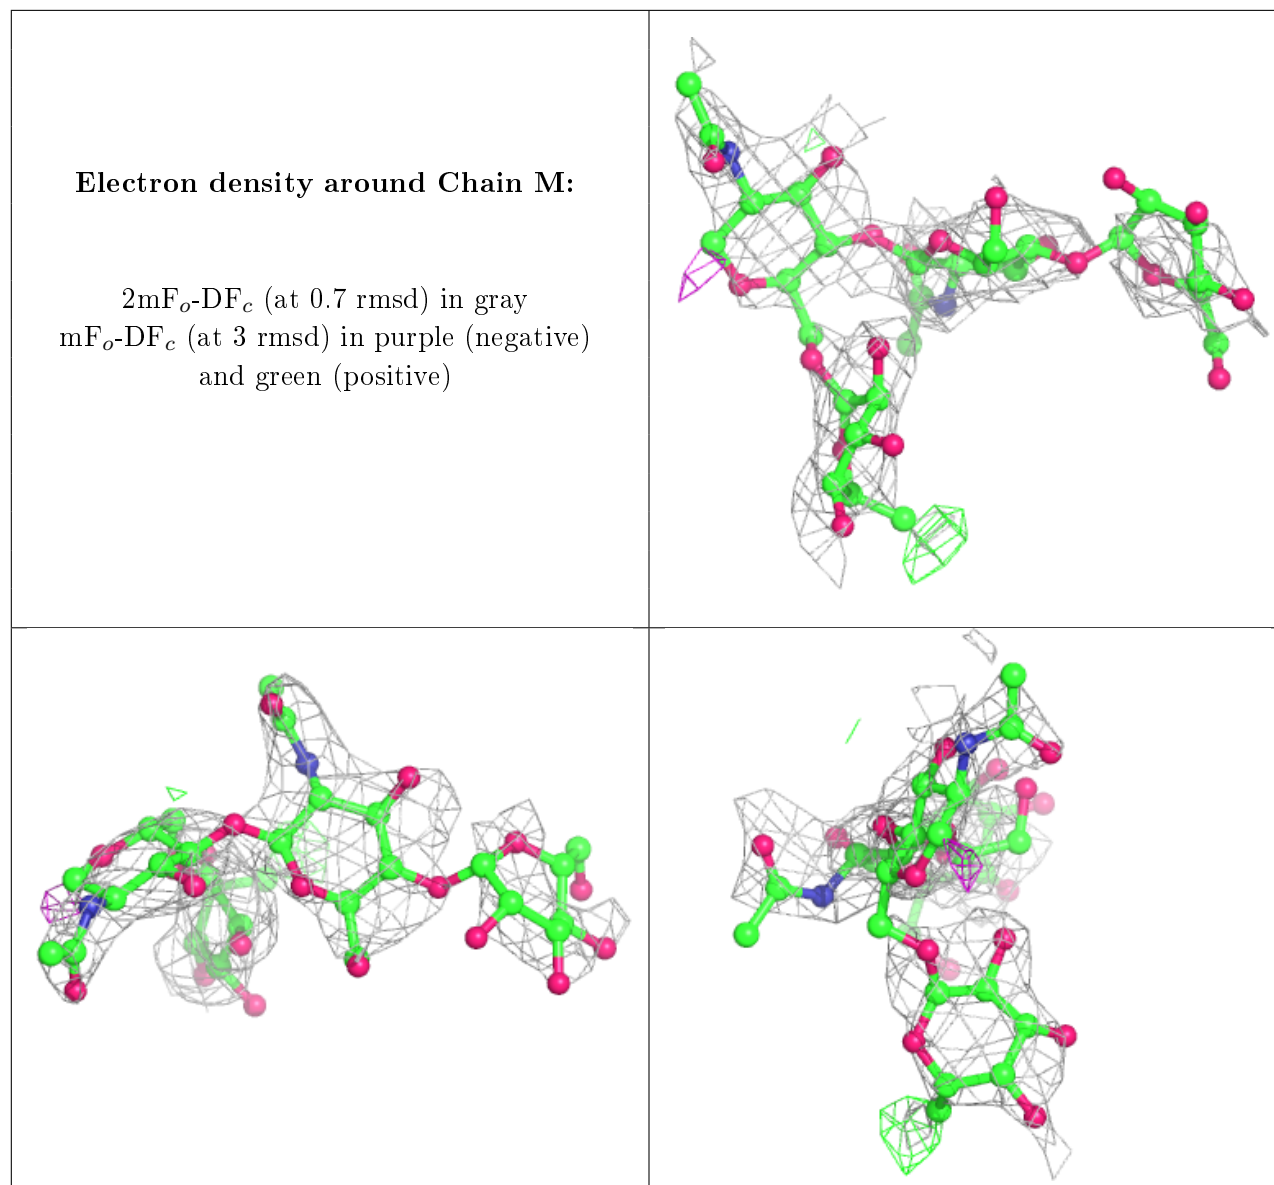 Electron density around Chain M:
2mFo-DFc (at 0.7 rmsd) in gray
mFo-DFc (at 3 rmsd) in purple (negative)
and green (positive)